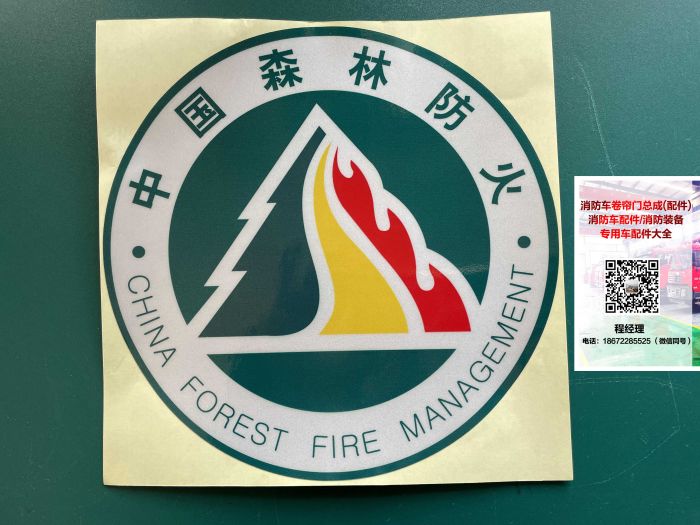 中国森林防火
CHINA FOREST FIRE MANAGEMENT
消防车卷帘门总成(配件)
消防车配件/消防装备
专用车配件大全
程经理
电话：18672285525（微信同号）